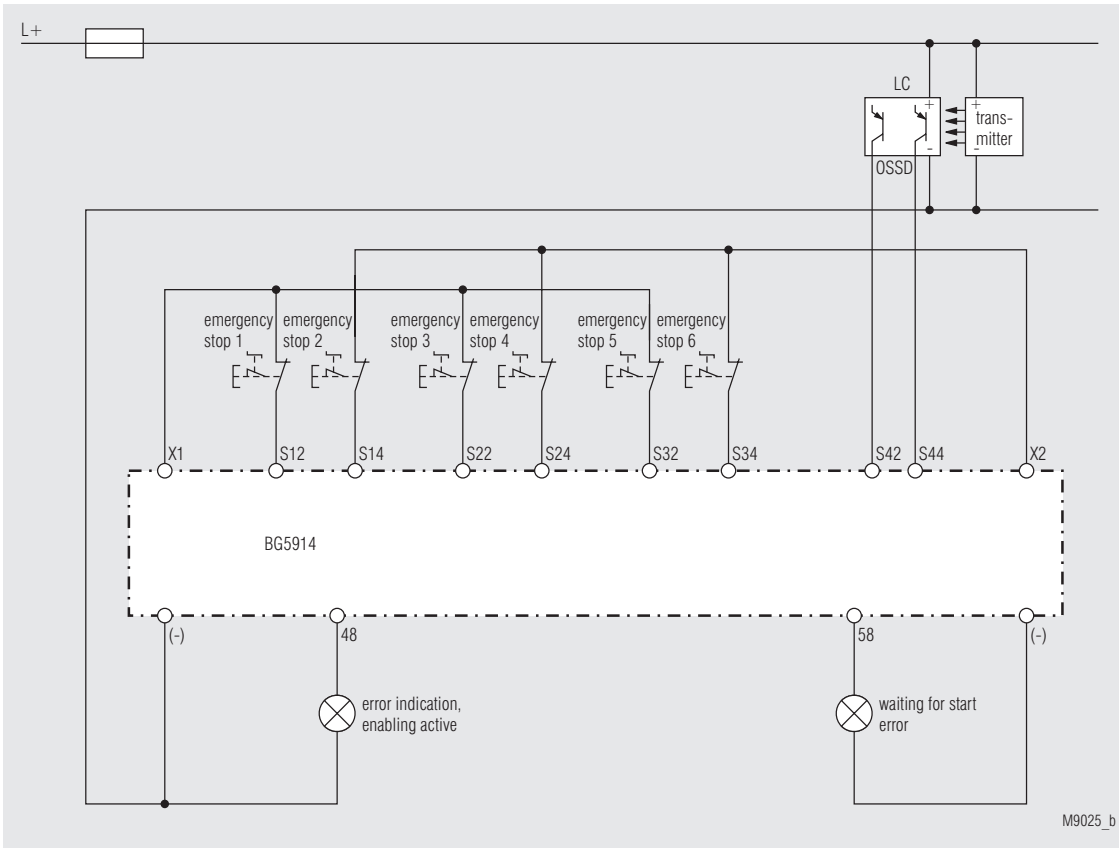 L+
LC
+
+
trans-
mitter
-
-
OSSD
emergency
stop 1
emergency
stop 2
emergency
stop 3
emergency
stop 4
emergency
stop 5
emergency
stop 6
X1
S12
S14
S22
S24
S32
S34
S42
S44
X2
BG5914
(-)
48
58
(-)
error indication,
enabling active
waiting for start
error
M9025_b